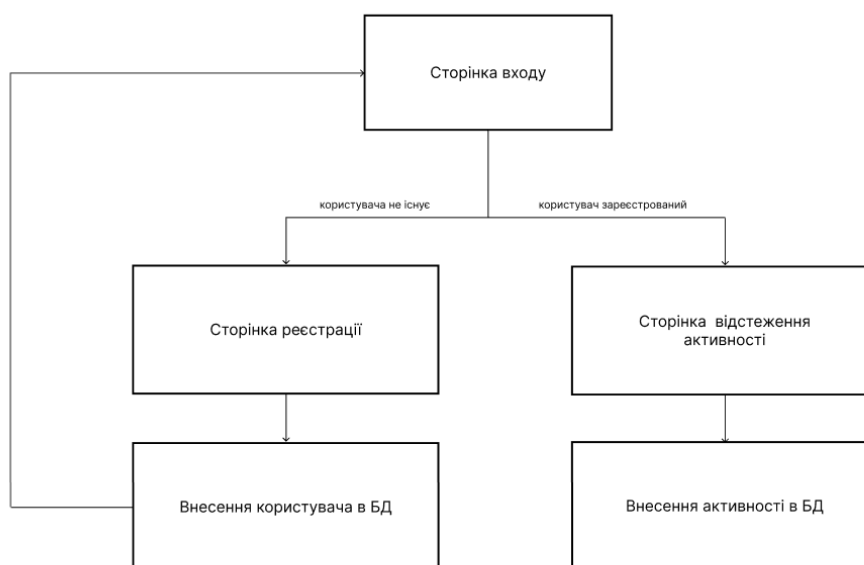 Сторінка входу
користувача не існує
користувач зареєстрований
Сторінка реєстрації
Сторінка відстеження
активності
Внесення користувача в БД
Внесення активності в БД